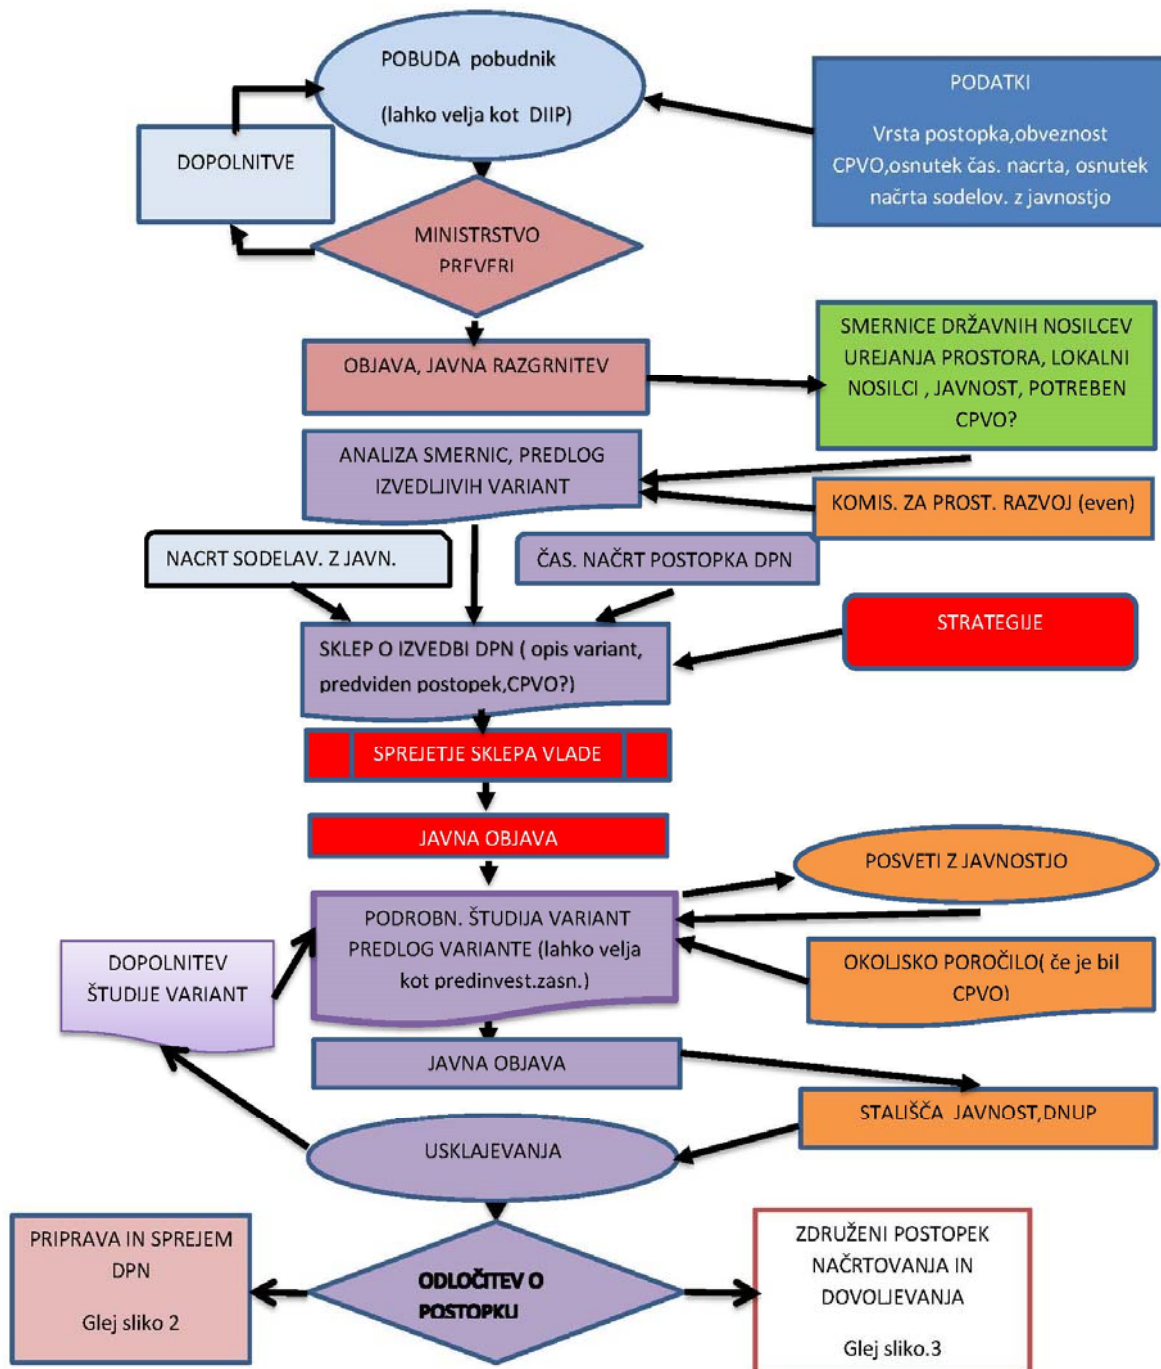 POBUDA pobudnik
(lahko velja kot DIIP)
PODATKI
Vrsta postopka,obveznost
CPVO,osnutek čas. nacrta, osnutek
načrta sodelov. z javnostjo
DOPOLNITVE
MINISTRSTVO
PREVERI
OBJAVA, JAVNA RAZGRNITEV
SMERNICE DRŽAVNIH NOSILCEV
UREJANJA PROSTORA, LOKALNI
NOSILCI , JAVNOST, POTREBEN
CPVO?
ANALIZA SMERNIC, PREDLOG
IZVEDLJIVIH VARIANT
KOMIS. ZA PROST. RAZVOJ (even)
NACRT SODELAV. Z JAVN.
ČAS. NAČRT POSTOPKA DPN
STRATEGIJE
SKLEP O IZVEDBI DPN ( opis variant,
predviden postopek,CPVO?)
SPREJETJE SKLEPA VLADE
JAVNA OBJAVA
POSVETI Z JAVNOSTJO
PODROBN. ŠTUDIJA VARIANT
PREDLOG VARIANTE (lahko velja
kot predinvest.zasn.)
DOPOLNITEV
ŠTUDIJE VARIANT
OKOLJSKO POROČILO( če je bil
CPVO)
JAVNA OBJAVA
STALIŠČA JAVNOST,DNUP
USKLAJEVANJA
PRIPRAVA IN SPREJEM
DPN
Glej sliko 2
ODLOČITEV O
POSTOPKU
ZDRUŽENI POSTOPEK
NAČRTOVANJA IN
DOVOLJEVANJA
Glej sliko.3